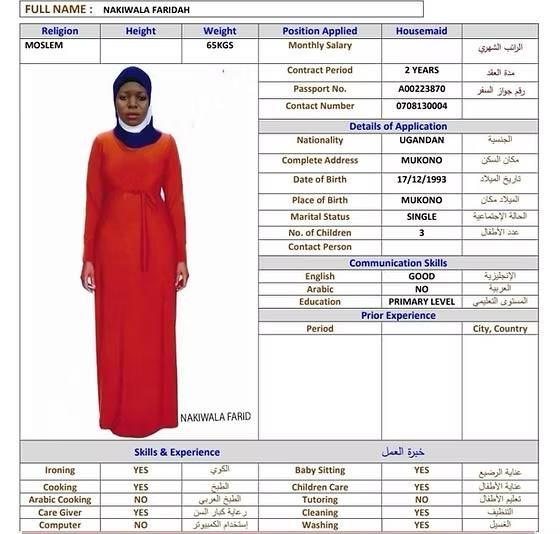 FULL NAME : NAKIWALA FARIDAH
Religion Height Weight Position Applied Housemaid
MOSLEM 65KGS Monthly Salary الراتب الشهري
Contract Period 2 YEARS مدة العقد
Passport No. A00223870 رقم جواز السفر
Contact Number 0708130004
Details of Application
Nationality UGANDAN الجنسية
Complete Address MUKONO مكان السكن
Date of Birth 17/12/1993 تاريخ الميلاد
Place of Birth MUKONO الميلاد مكان
Marital Status SINGLE الحالة الإجتماعية
No. of Children 3 عدد الأطفال
Contact Person
Communication Skills
English GOOD الإنجليزية
Arabic NO العربية
Education PRIMARY LEVEL المستوى التعليمي
Prior Experience
Period City, Country
NAKIWALA FARID
Skills & Experience خبرة العمل
Ironing YES الكوي Baby Sitting YES عناية الرضيع
Cooking YES الطبخ Children Care YES عناية الأطفال
Arabic Cooking NO الطبخ العربي Tutoring NO تعليم الأطفال
Care Giver YES رعاية كبار السن Cleaning YES التنظيف
Computer NO إستخدام الكمبيوتر Washing YES الغسيل